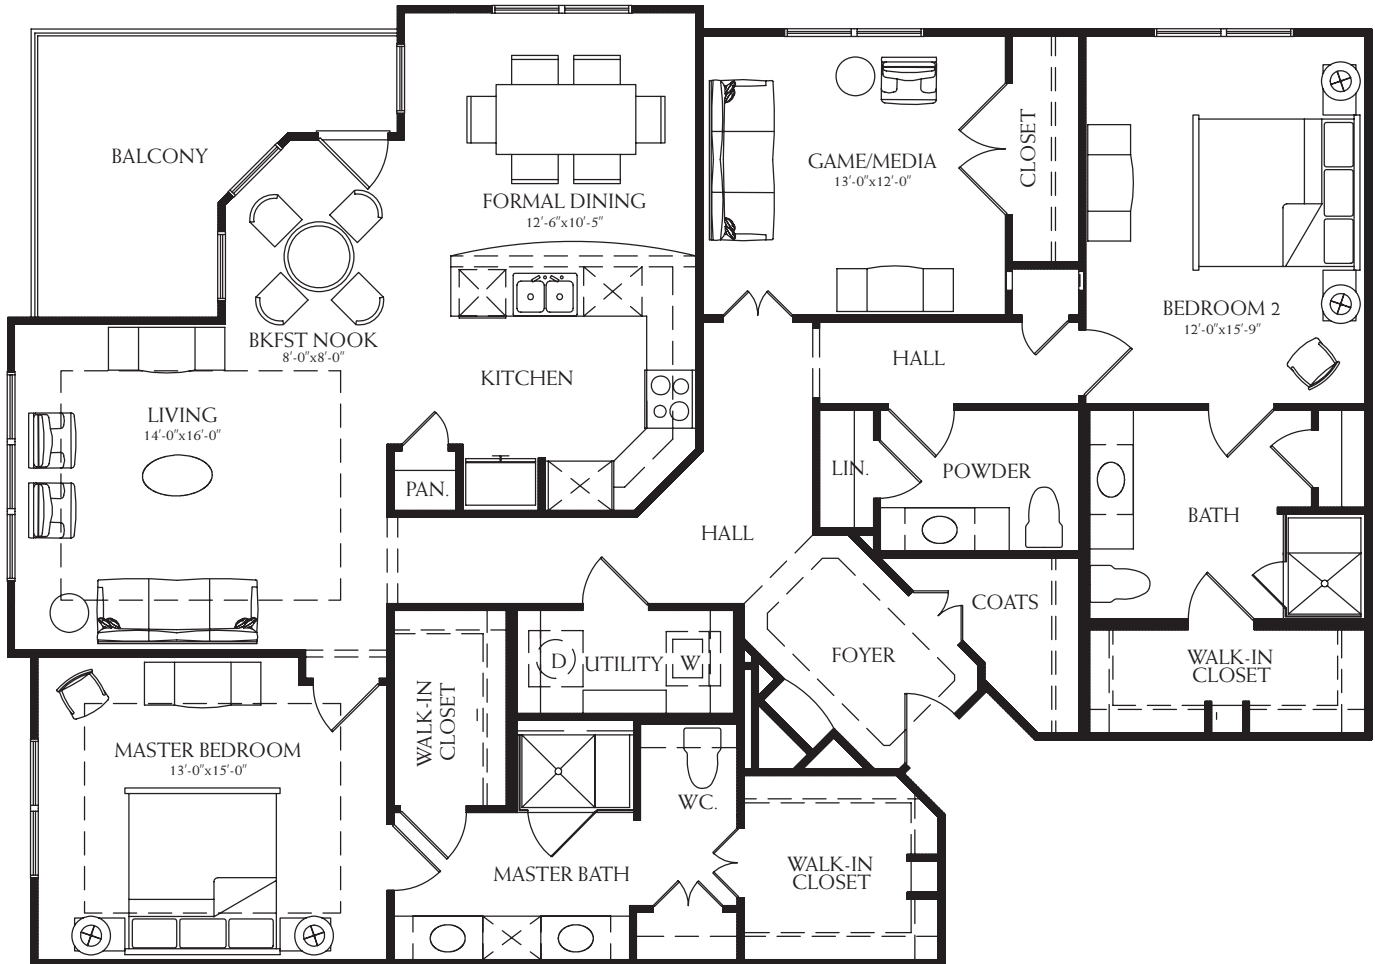 BALCONY
FORMAL DINING
12'-6"x10'-5"
GAME/MEDIA
13'-0"x12'-0"
CLOSET
BEDROOM 2
12'-0"x15'-9"
BKFST NOOK
8'-0"x8'-0"
KITCHEN
HALL
LIVING
14'-0"x16'-0"
PAN.
LIN.
POWDER
BATH
HALL
COATS
FOYER
D
UTILITY
W
WALK-IN
CLOSET
WALK-IN
CLOSET
MASTER BEDROOM
13'-0"x15'-0"
WC.
MASTER BATH
WALK-IN
CLOSET